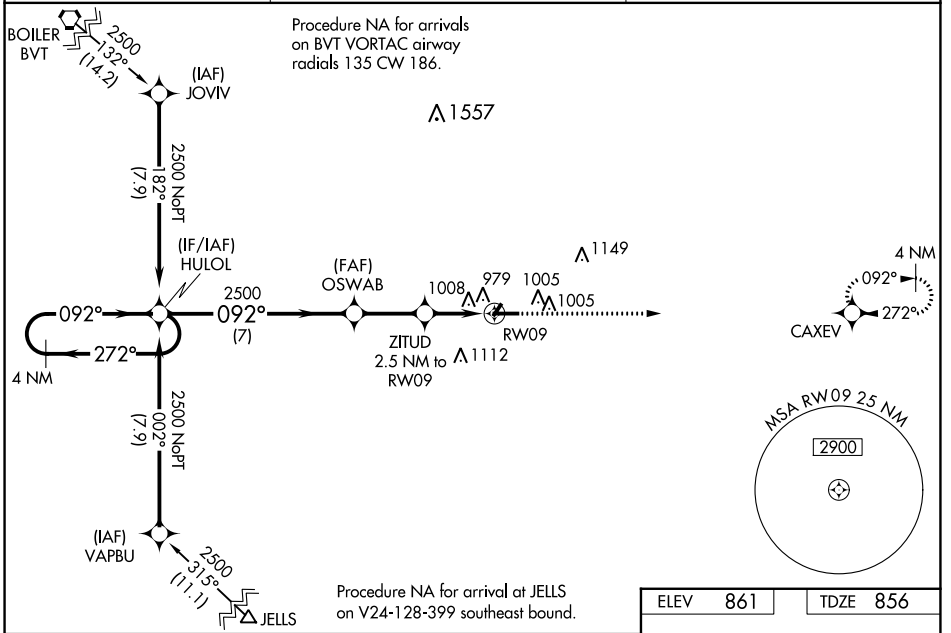 BOILER
BVT
2500
132°
(14.2)
(IAF)
JOVIV
Procedure NA for arrivals
on BVT VORTAC airway
radials 135 CW 186.
1557
2500 NoPT
182°
(7.9)
(IF/IAF)
HULOL
092°
272°
4 NM
2500
092°
(7)
(FAF)
OSWAB
ZITUD
2.5 NM to
RW09
1008
979
1005
1005
1149
1112
RW09
4 NM
092°
272°
CAXEV
2500 NoPT
002°
(7.9)
(IAF)
VAPBU
2500
315°
(11.1)
JELLS
Procedure NA for arrival at JELLS
on V24-128-399 southeast bound.
MSA RW09 25 NM
2900
ELEV 861
TDZE 856